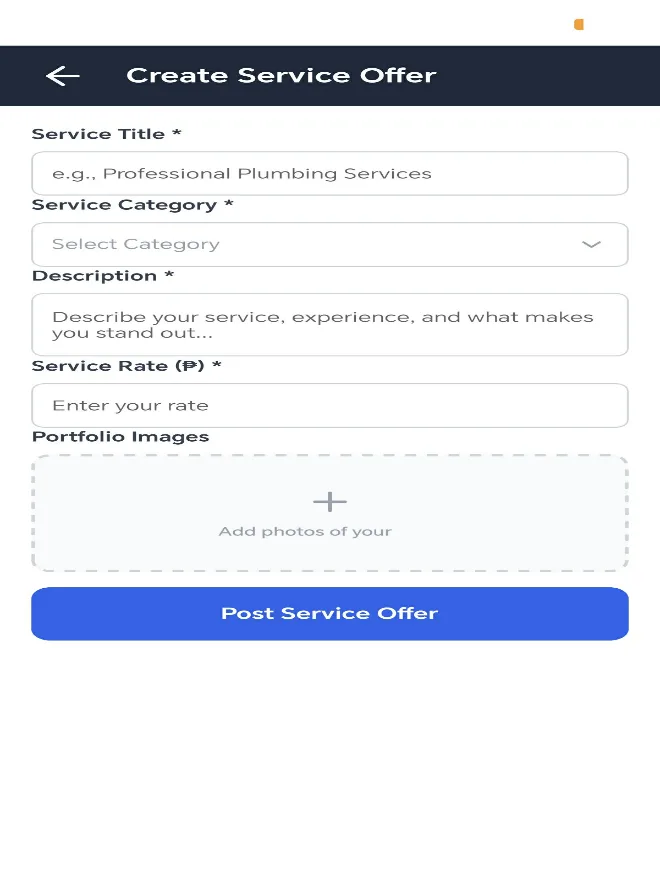 Create Service Offer
Service Title *
e.g., Professional Plumbing Services
Service Category *
Select Category
Description *
Describe your service, experience, and what makes
you stand out...
Service Rate (₱) *
Enter your rate
Portfolio Images
Add photos of your
Post Service Offer